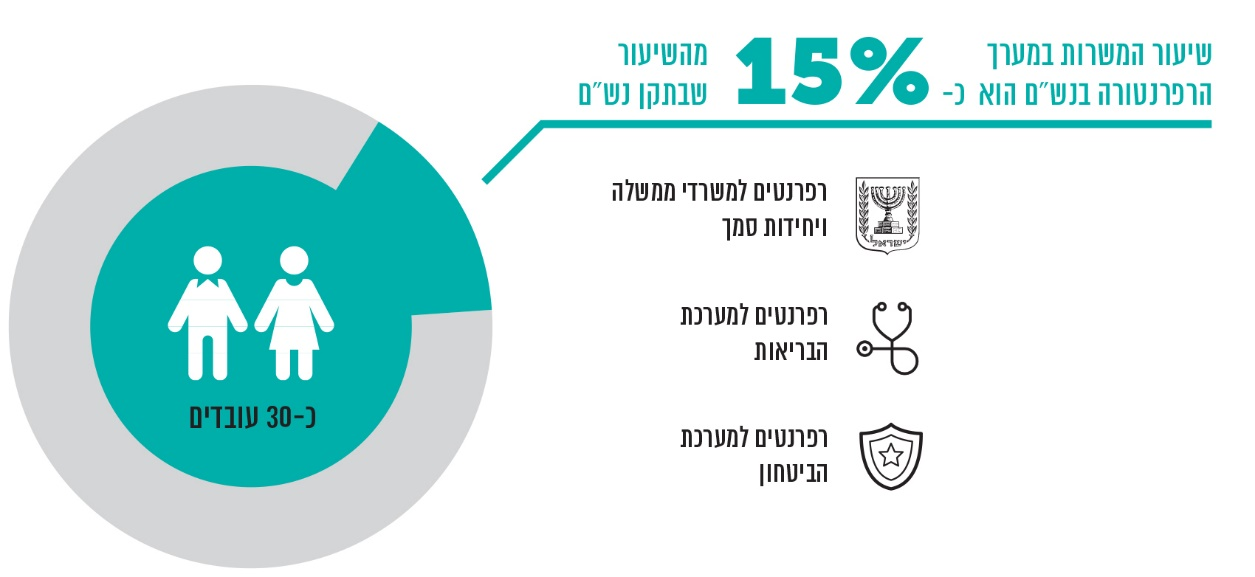 שיעור המשרות במערך
הרפרנטורה בנש״ם הוא כ-
15%
מהשיעור
שבתקן נש״ם
רפרנטים למשרדי ממשלה
ויחידות סמך
רפרנטים למערכת
הבריאות
רפרנטים למערכת
הביטחון
כ-30 עובדים
ישראל